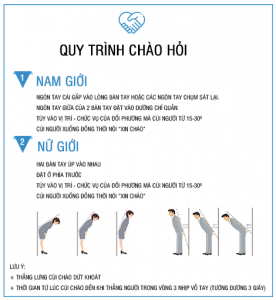 QUY TRÌNH CHÀO HỎI
1 NAM GIỚI
NGÓN TAY CÁI GẤP VÀO LÒNG BÀN TAY HOẶC CÁC NGÓN TAY CHỤM SÁT LẠI.
NGÓN TAY GIỮA CỦA 2 BÀN TAY ĐẶT VÀO ĐƯỜNG CHỈ QUẦN
TÙY VÀO VỊ TRÍ - CHỨC VỤ CỦA ĐỐI PHƯƠNG MÀ CÚI NGƯỜI TỪ 15-30º
CÚI NGƯỜI XUỐNG ĐỒNG THỜI NÓI "XIN CHÀO"
2 NỮ GIỚI
HAI BÀN TAY ÚP VÀO NHAU
ĐẶT Ở PHÍA TRƯỚC
TÙY VÀO VỊ TRÍ - CHỨC VỤ CỦA ĐỐI PHƯƠNG MÀ CÚI NGƯỜI TỪ 15-30º
CÚI NGƯỜI XUỐNG ĐỒNG THỜI NÓI "XIN CHÀO"
LƯU Ý:
THẲNG LƯNG CÚI CHÀO DỨT KHOÁT
THỜI GIAN TỪ LÚC CÚI CHÀO ĐẾN KHI THẲNG NGƯỜI TRONG VÒNG 3 NHỊP VỖ TAY (TƯƠNG ĐƯƠNG 3 GIÂY)